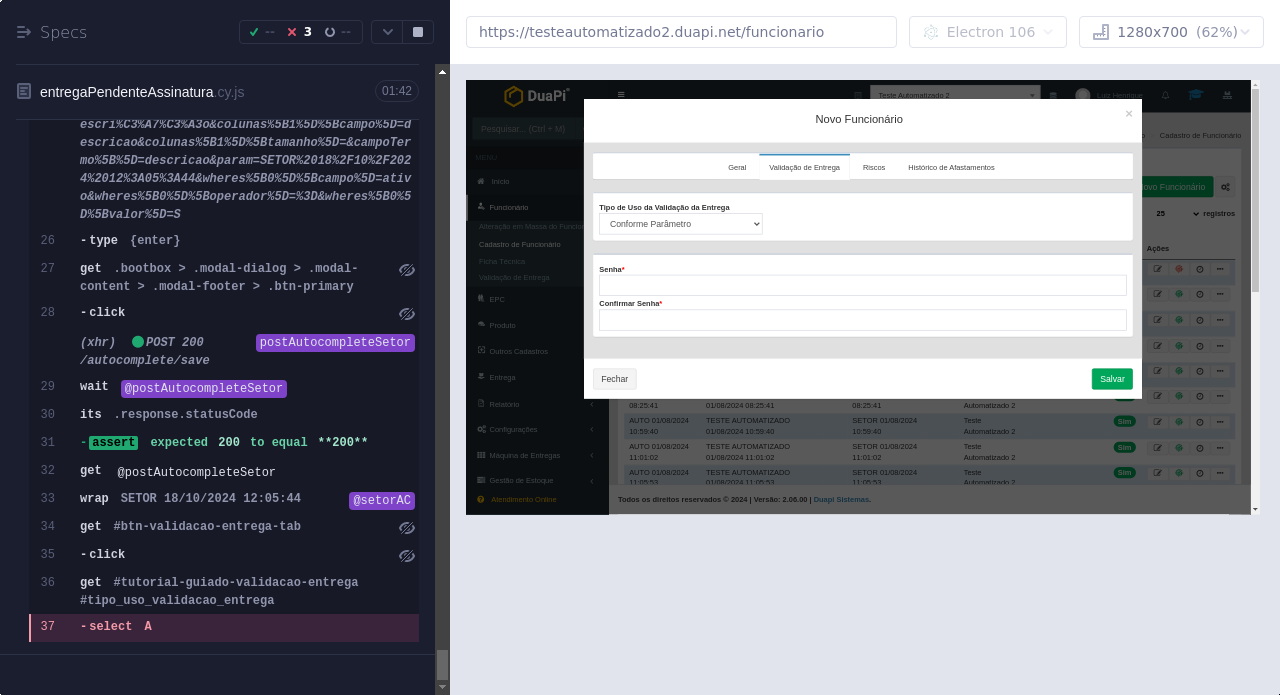 Specs
-- 3 --
https://testeautomatizado2.duapi.net/funcionario
Electron 106
1280x700 (62%)
entregaPendenteAssinatura.cy.js
01:42
descri%C3%A7%C3%A3o&colunas%5B1%5D%5Bcampo%5D=d
escricao&colunas%5B1%5D%5Btamanho%5D=&campoTer
mo%5B%5D=descricao&param=SETOR%2018%2F10%2F202
4%2012%3A05%3A44&wheres%5B0%5D%5Bcampo%5D=ativ
o&wheres%5B0%5D%5Boperador%5D=%3D&wheres%5B0%5
D%5Bvalor%5D=S
26 -type {enter}
27 get .bootbox > .modal-dialog > .modal-
content > .modal-footer > .btn-primary
28 -click
(xhr) POST 200 postAutocompleteSetor
/autocomplete/save
29 wait @postAutocompleteSetor
30 its .response.statusCode
31 -assert expected 200 to equal **200**
32 get @postAutocompleteSetor
33 wrap SETOR 18/10/2024 12:05:44 @setorAC
34 get #btn-validacao-entrega-tab
35 -click
36 get #tutorial-guiado-validacao-entrega
#tipo_uso_validacao_entrega
37 -select A
DuaPi
Teste Automatizado 2
Luiz Henrique
Pesquisar... (Ctrl + M)
MENU
Início
Funcionário
Alteração em Massa de Funcion
Cadastro de Funcionário
Ficha Técnica
Validação de Entrega
EPC
Produto
Outros Cadastros
Entrega
Relatório
Configurações
Máquina de Entregas
Gestão de Estoque
Atendimento Online
Novo Funcionário
×
Geral
Validação de Entrega
Riscos
Histórico de Afastamentos
Tipo de Uso da Validação da Entrega
Conforme Parâmetro
Senha*
Confirmar Senha*
Fechar
Salvar
Cadastro de Funcionário
ovo Funcionário
25 registros
Ações
08:25:41 01/08/2024 08:25:41 08:25:41 Automatizado 2
AUTO 01/08/2024 TESTE AUTOMATIZADO SETOR 01/08/2024 Teste Sim
10:59:40 01/08/2024 10:59:40 10:59:40 Automatizado 2
AUTO 01/08/2024 TESTE AUTOMATIZADO SETOR 01/08/2024 Teste Sim
11:01:02 01/08/2024 11:01:02 11:01:02 Automatizado 2
AUTO 01/08/2024 TESTE AUTOMATIZADO SETOR 01/08/2024 Teste Sim
11:05:53 01/08/2024 11:05:53 11:05:53 Automatizado 2
Todos os direitos reservados © 2024 | Versão: 2.06.00 | Duapi Sistemas.